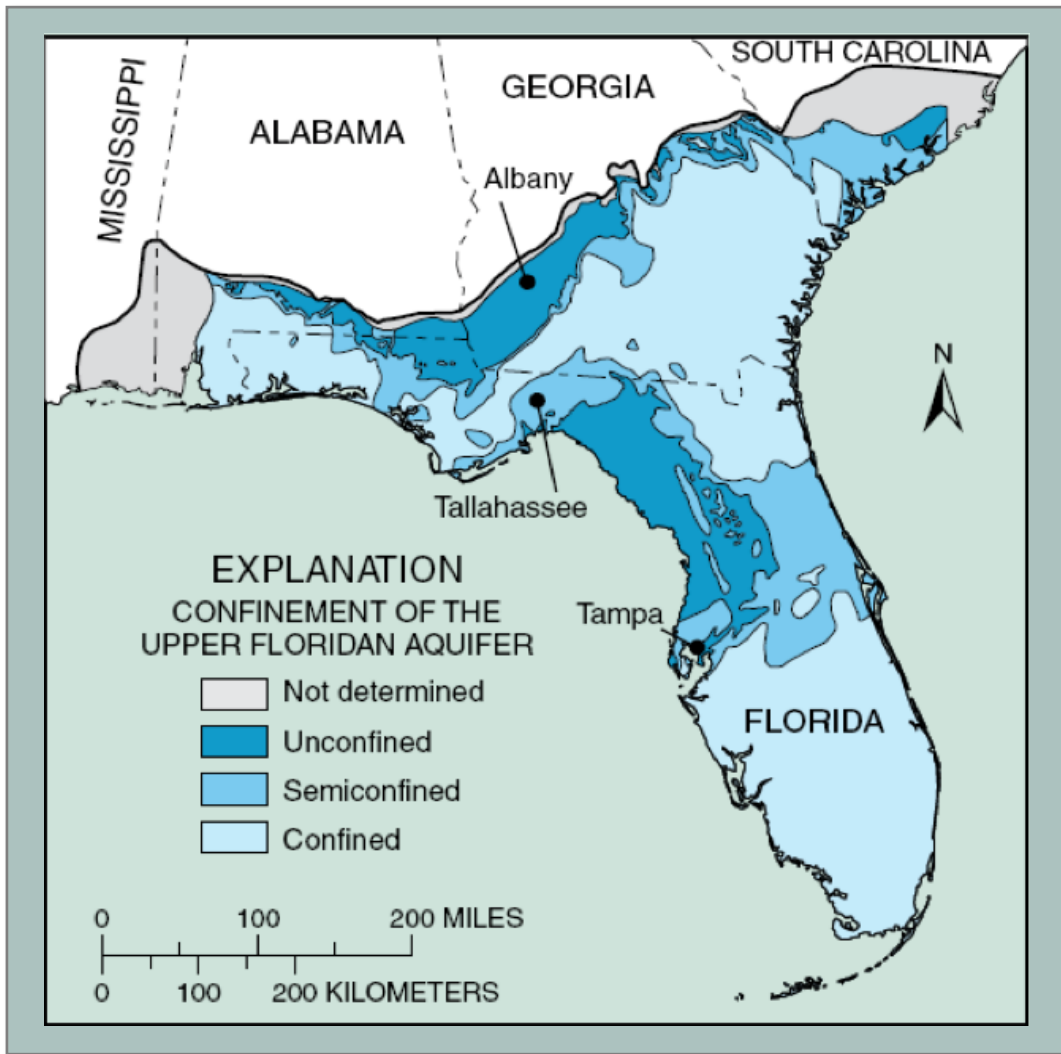 SOUTH CAROLINA
GEORGIA
MISSISSIPPI
ALABAMA
Albany
N
Tallahassee
EXPLANATION
CONFINEMENT OF THE
UPPER FLORIDAN AQUIFER
Tampa
Not determined
FLORIDA
Unconfined
Semiconfined
Confined
0 100 200 MILES
0 100 200 KILOMETERS